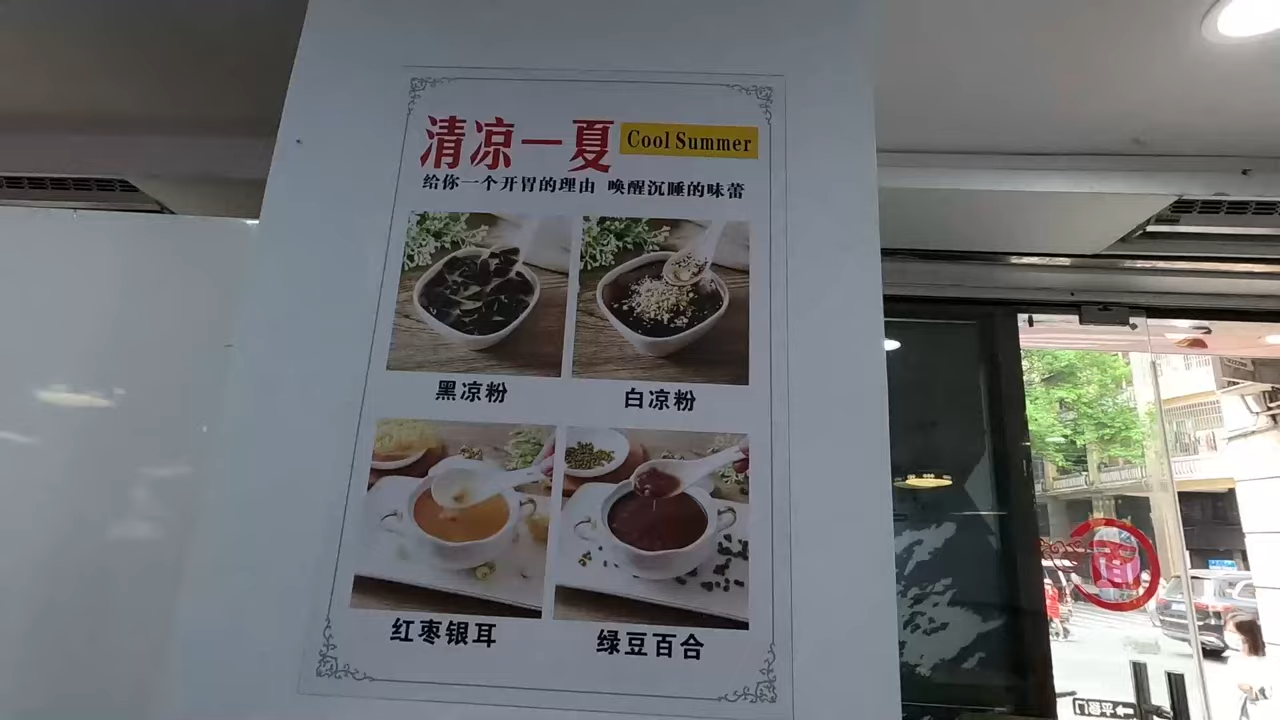 清凉一夏 Cool Summer
给你一个开胃的理由 唤醒沉睡的味蕾
黑凉粉
白凉粉
红枣银耳
绿豆百合